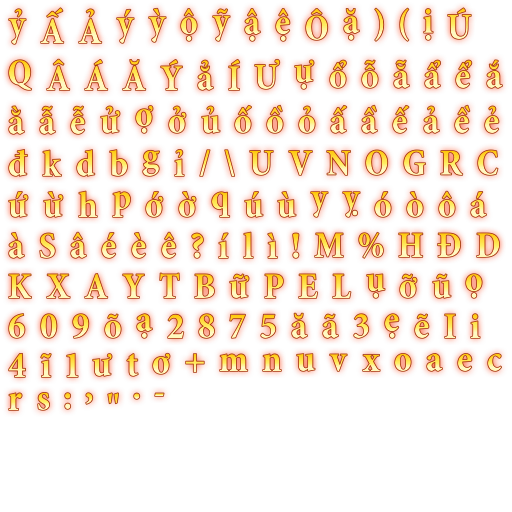 ỷ Ấ Ả ý ỳ ộ ỹ ậ ệ Ô ặ ) ( ị Ú
Q Â Á Ă Ý ẳ Í Ư ự ổ õ ẫ ấ ể ắ
ằ ẵ ễ ử ợ ở ủ ố ồ ỏ ấ ầ ế ả ề ẻ
đ k d b g ỉ / \ U V N O G R C
ứ ừ h p ớ ờ q ú ù y ỵ ó ò ô á
à S â é è ê ? í l ì ! M % H Đ D
K X A Y T B ữ P E L ụ ỡ ũ ọ
6 0 9 õ ạ 2 8 7 5 ă ã 3 ẹ ẽ I i
4 ĩ 1 ư t ơ + m n u v x o a e c
r s : , " . -